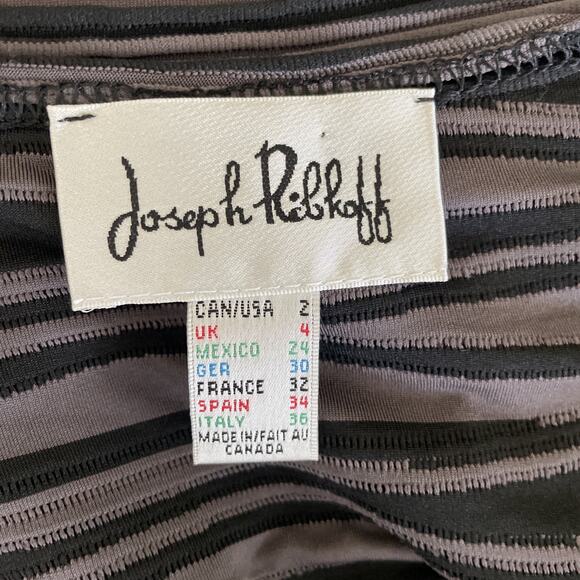 Joseph Ribkoff
CAN/USA 2
UK 4
MEXICO 24
GER 30
FRANCE 32
SPAIN 34
ITALY 36
MADE IN/FAIT AU
CANADA